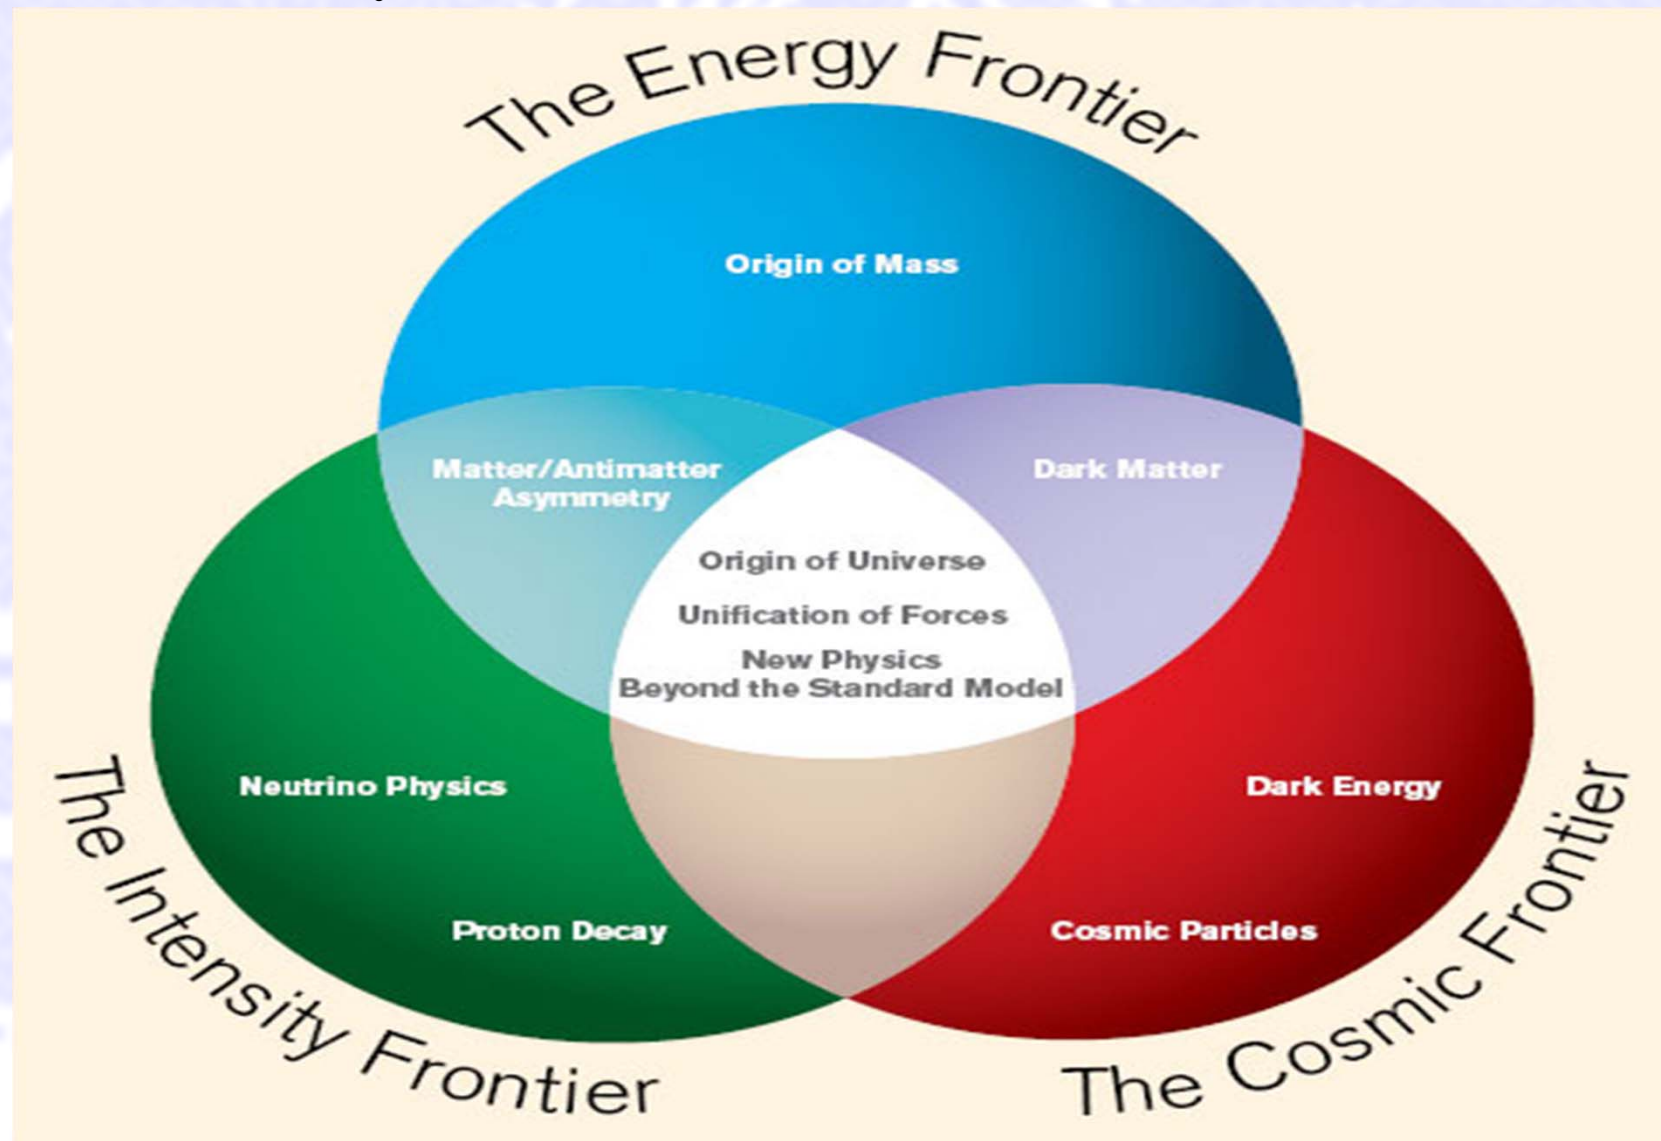 The Energy Frontier
Origin of Mass
Matter/Antimatter
Asymmetry
Dark Matter
Origin of Universe
Unification of Forces
New Physics
Beyond the Standard Model
Neutrino Physics
Dark Energy
Proton Decay
Cosmic Particles
The Intensity Frontier
The Cosmic Frontier